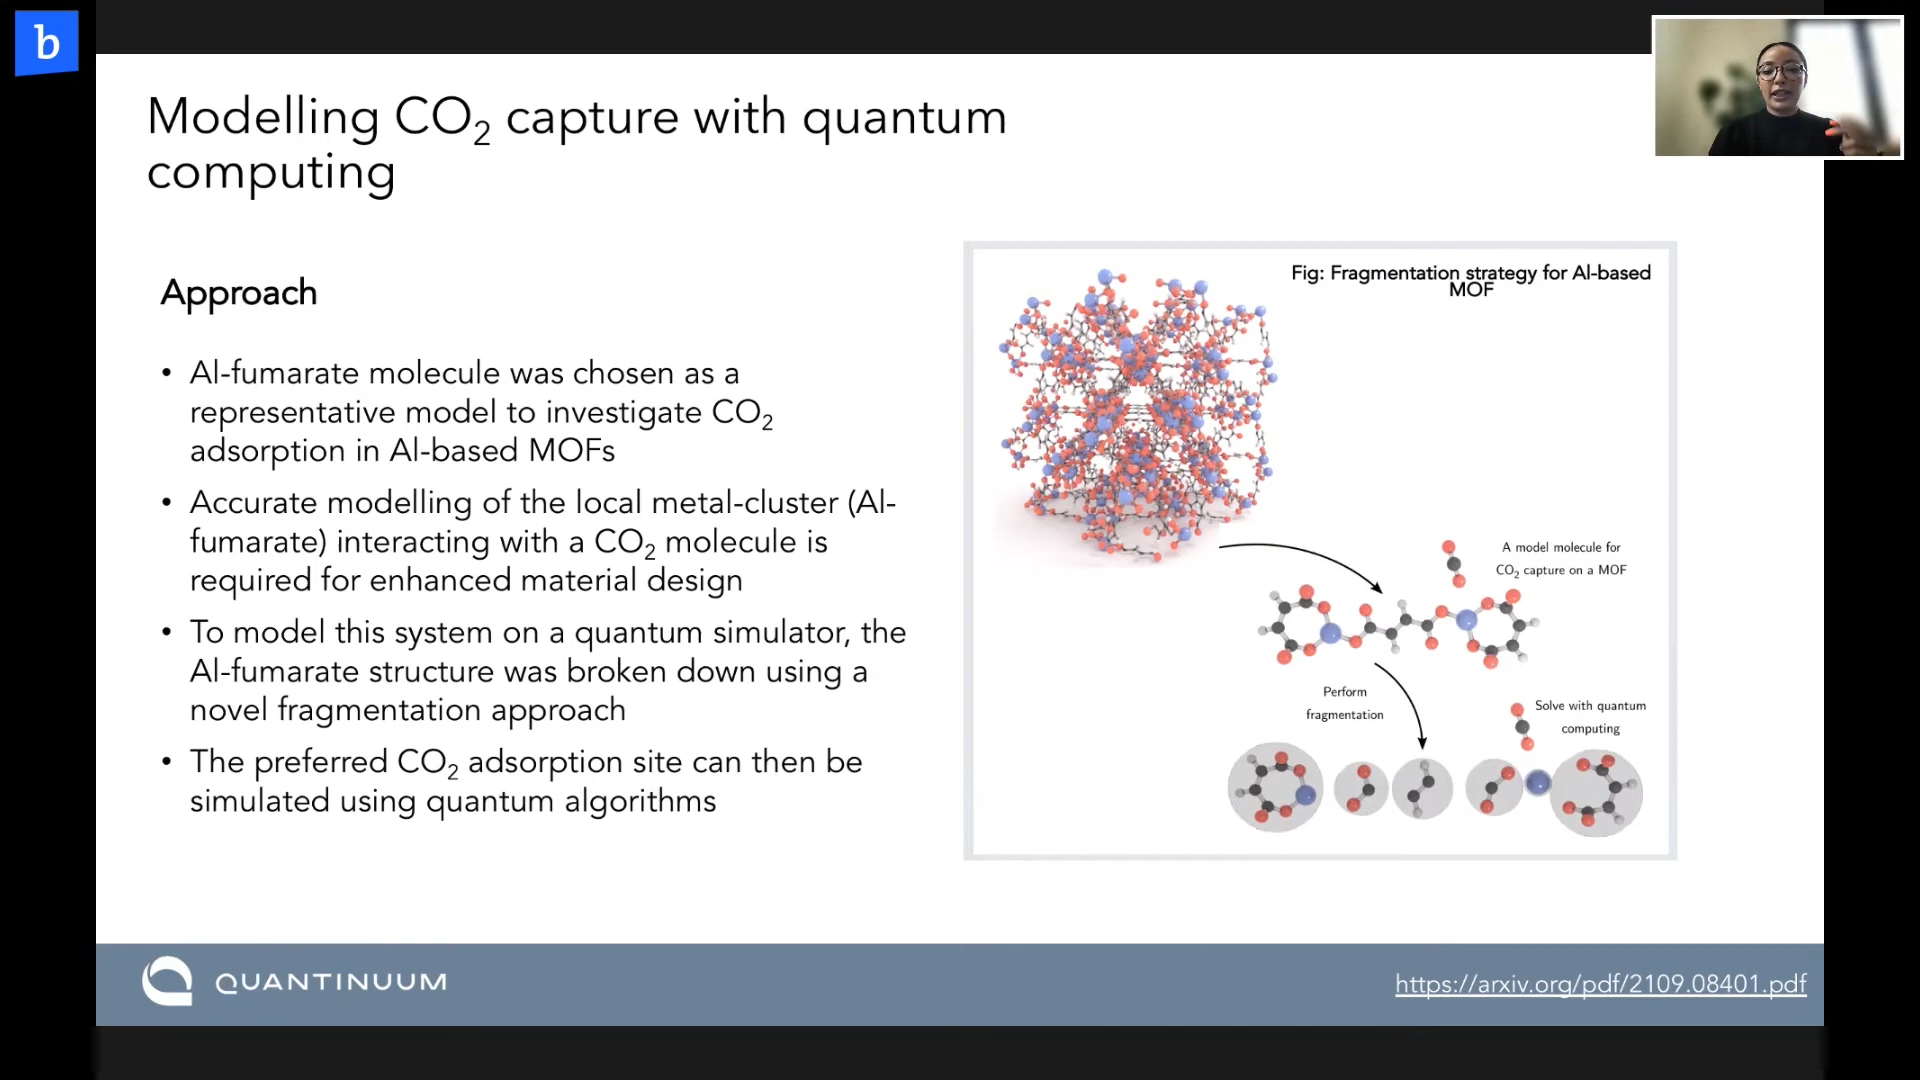 b
Modelling CO₂ capture with quantum
computing
Approach
• Al-fumarate molecule was chosen as a
representative model to investigate CO₂
adsorption in Al-based MOFs
• Accurate modelling of the local metal-cluster (Al-
fumarate) interacting with a CO₂ molecule is
required for enhanced material design
• To model this system on a quantum simulator, the
Al-fumarate structure was broken down using a
novel fragmentation approach
• The preferred CO₂ adsorption site can then be
simulated using quantum algorithms
Fig: Fragmentation strategy for Al-based
MOF
A model molecule for
CO₂ capture on a MOF
Perform
fragmentation
Solve with quantum
computing
QUANTINUUM
https://arxiv.org/pdf/2109.08401.pdf